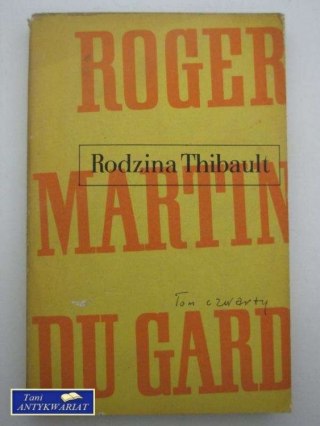 ROGER
Rodzina Thibault
MARTIN
Tom czwarty
DU GARD
Tani
ANTYKWARIAT